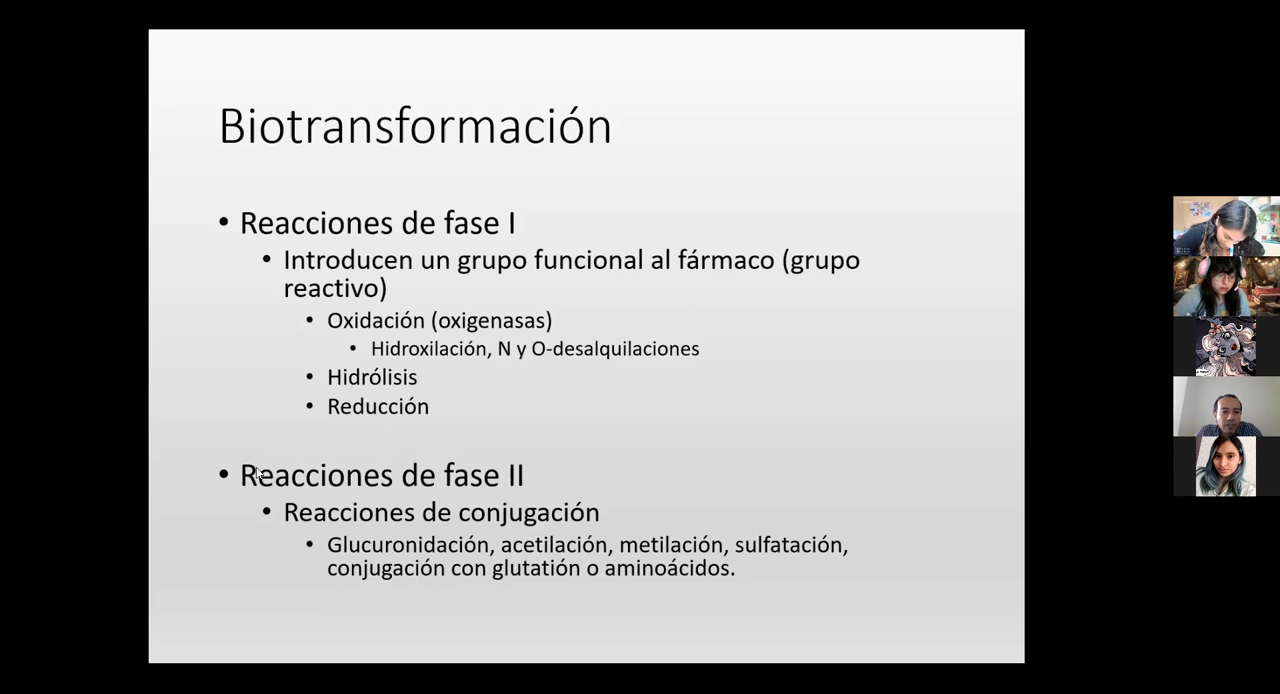 Biotransformación
• Reacciones de fase I
• Introducen un grupo funcional al fármaco (grupo
reactivo)
• Oxidación (oxigenasas)
• Hidroxilación, N y O-desalquilaciones
• Hidrólisis
• Reducción
• Reacciones de fase II
• Reacciones de conjugación
• Glucuronidación, acetilación, metilación, sulfatación,
conjugación con glutatión o aminoácidos.